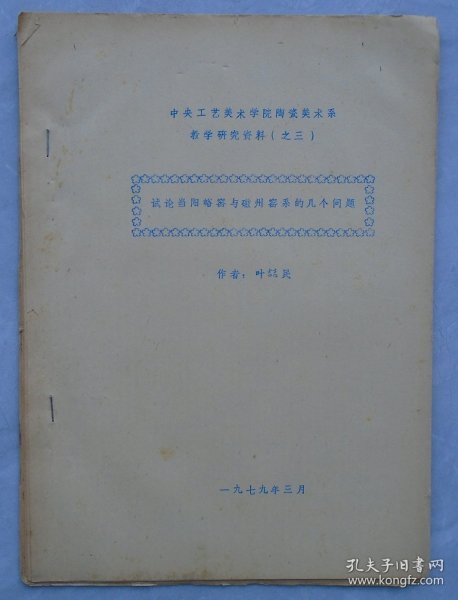 中央工艺美术学院陶瓷美术系
教学研究资料(之三)
试论当阳峪窑与磁州窑系的几个问题
作者:叶喆民
一九七九年三月
孔夫子旧书网
www.kongfz.com